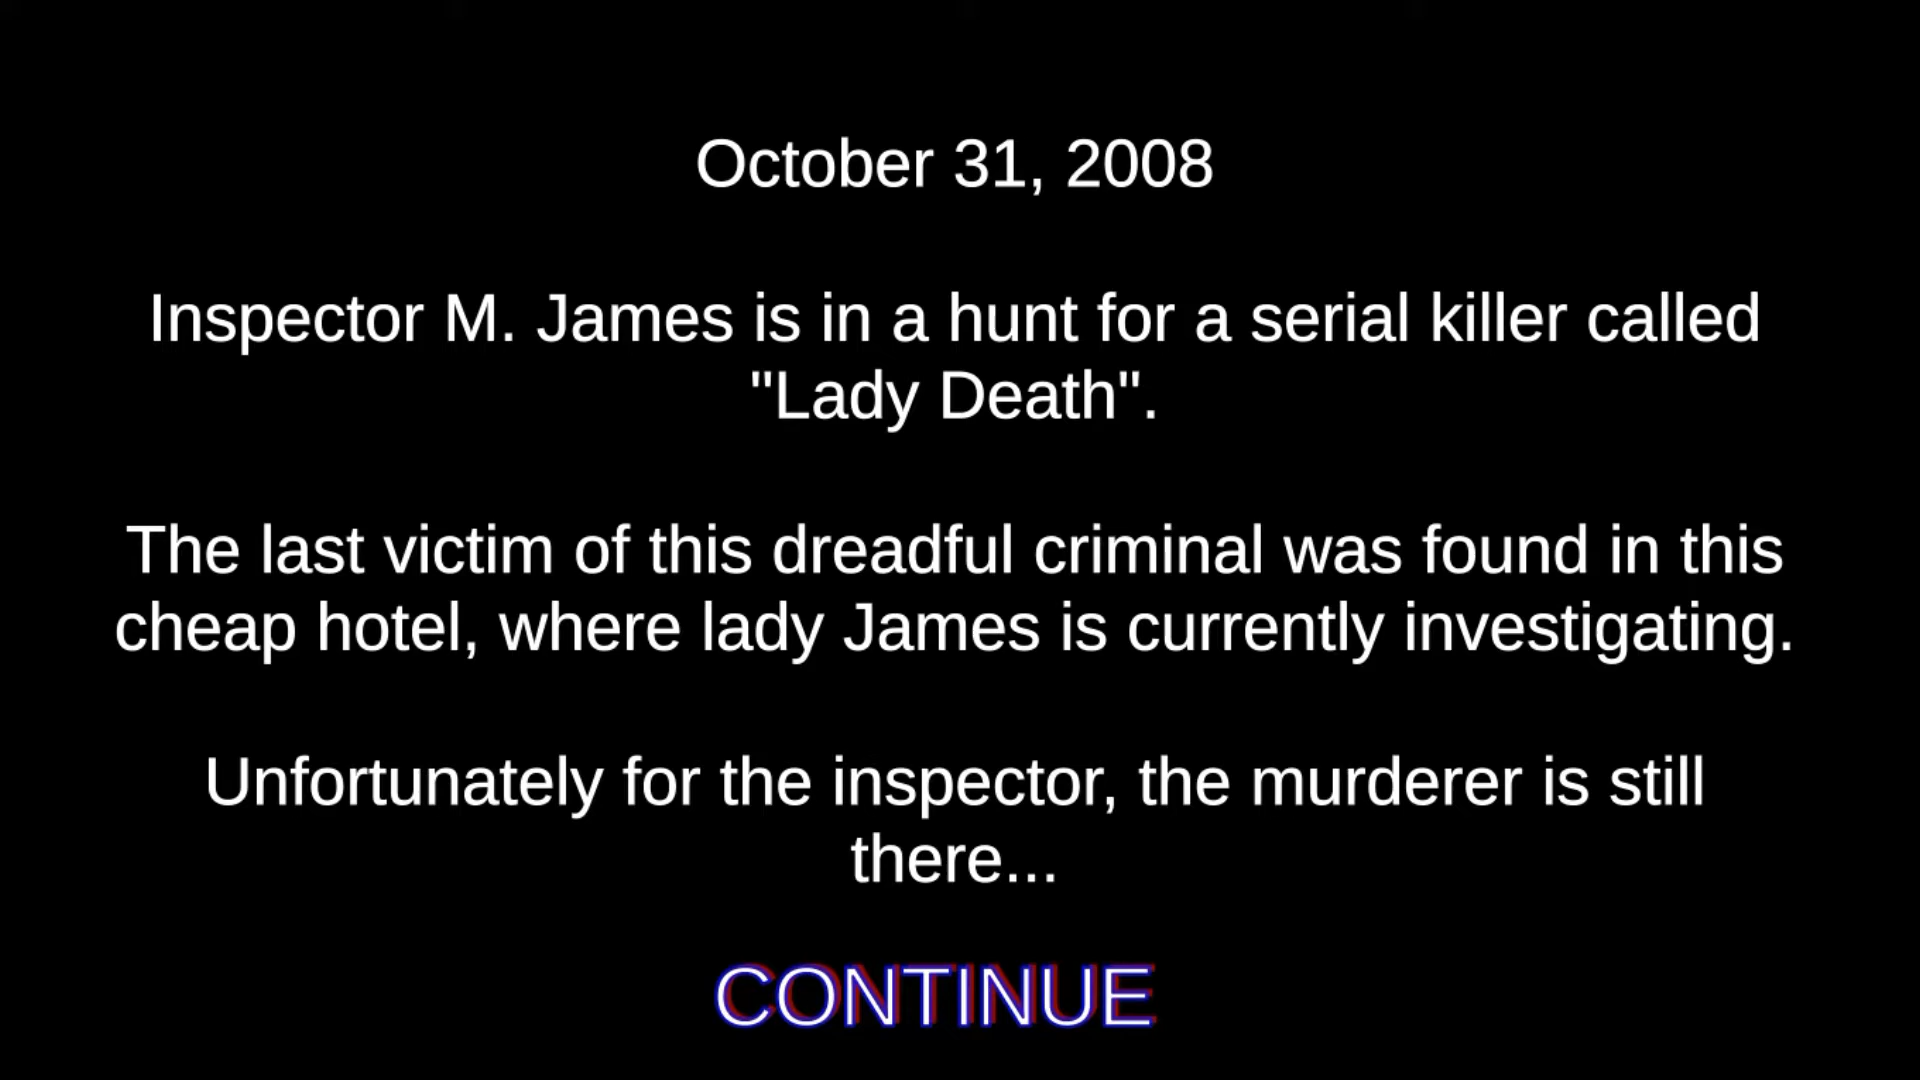 October 31, 2008
Inspector M. James is in a hunt for a serial killer called
"Lady Death".
The last victim of this dreadful criminal was found in this
cheap hotel, where lady James is currently investigating.
Unfortunately for the inspector, the murderer is still
there...
CONTINUE